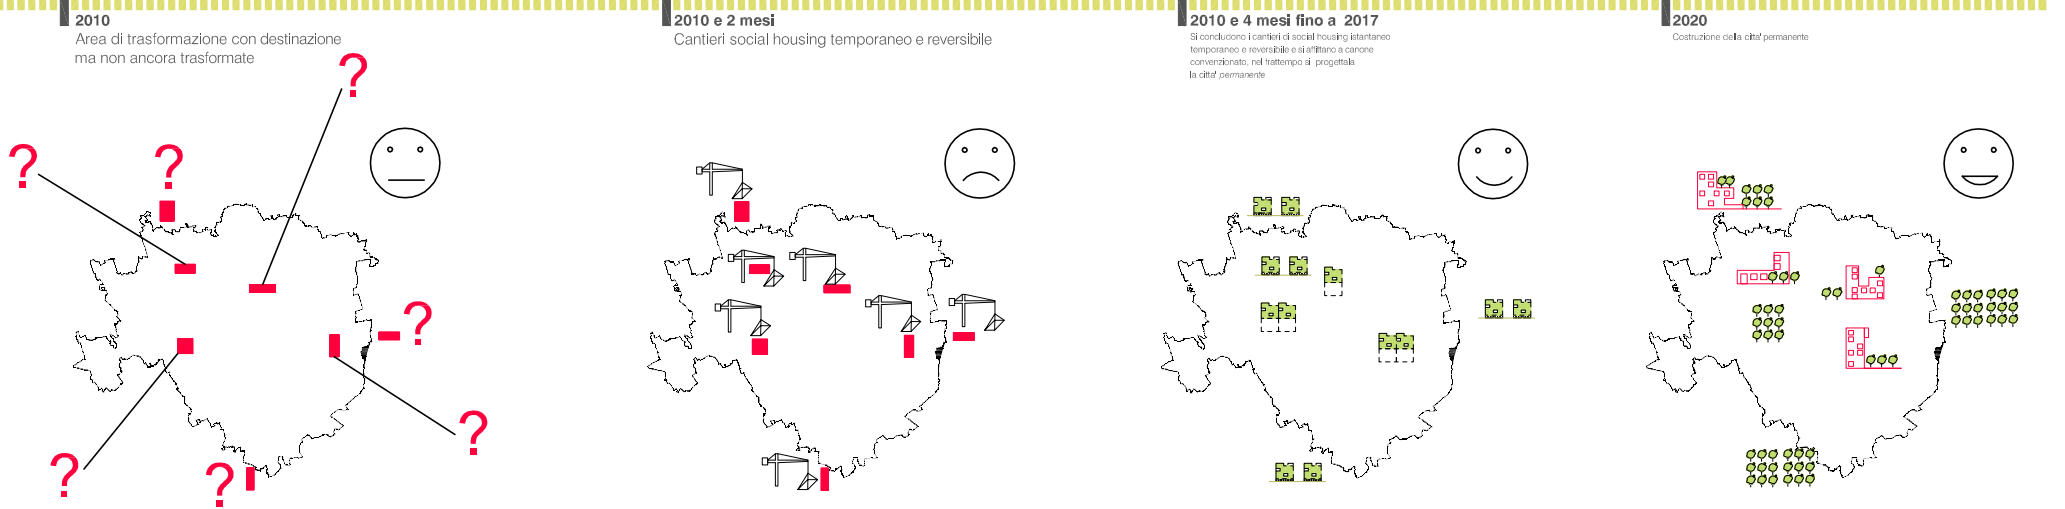 2010
Area di trasformazione con destinazione
ma non ancora trasformate
?
?
?
?
?
?
?
2010 e 2 mesi
Cantieri social housing temporaneo e reversibile
2010 e 4 mesi fino a 2017
Si concludono i cantieri di social housing istantaneo
temporaneo e reversibile e si affittano a canone
convenzionato, nel frattempo si progettala
la citta' permanente
2020
Costruzione della citta' permanente